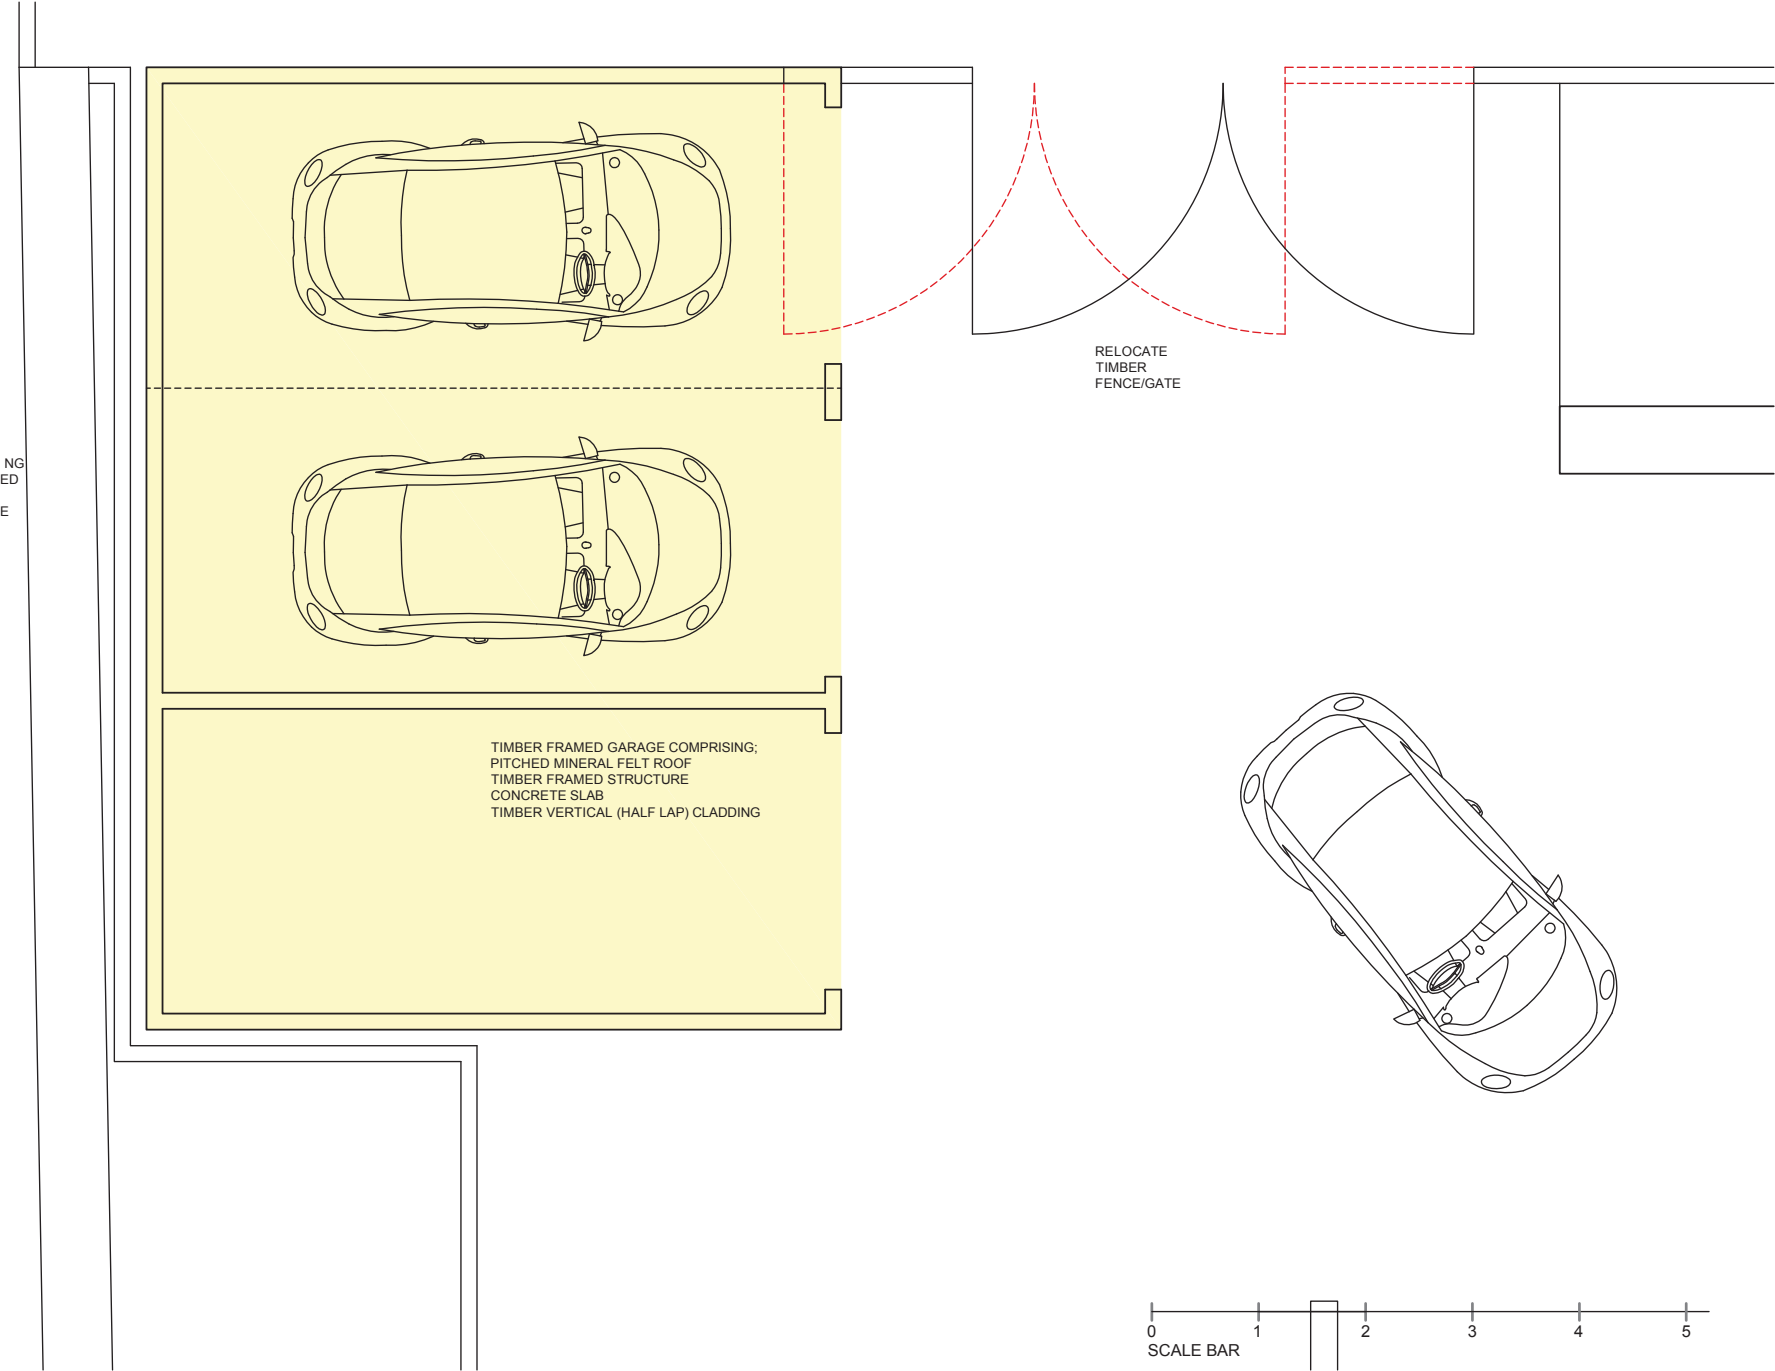 RELOCATE
TIMBER
FENCE/GATE
NG
ED
E
TIMBER FRAMED GARAGE COMPRISING;
PITCHED MINERAL FELT ROOF
TIMBER FRAMED STRUCTURE
CONCRETE SLAB
TIMBER VERTICAL (HALF LAP) CLADDING
0 1 2 3 4 5
SCALE BAR